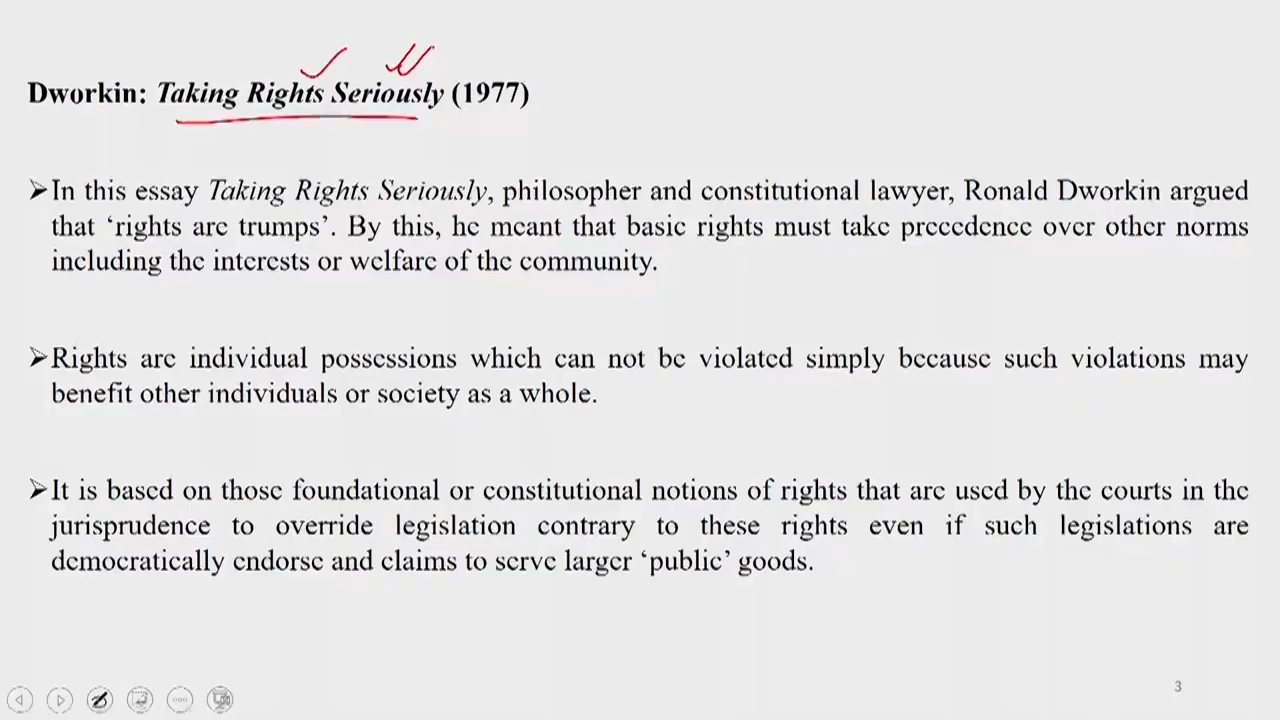 Dworkin: Taking Rights Seriously (1977)
➢In this essay Taking Rights Seriously, philosopher and constitutional lawyer, Ronald Dworkin argued
that ‘rights are trumps’. By this, he meant that basic rights must take precedence over other norms
including the interests or welfare of the community.
➢Rights are individual possessions which can not be violated simply because such violations may
benefit other individuals or society as a whole.
➢It is based on those foundational or constitutional notions of rights that are used by the courts in the
jurisprudence to override legislation contrary to these rights even if such legislations are
democratically endorse and claims to serve larger ‘public’ goods.
3